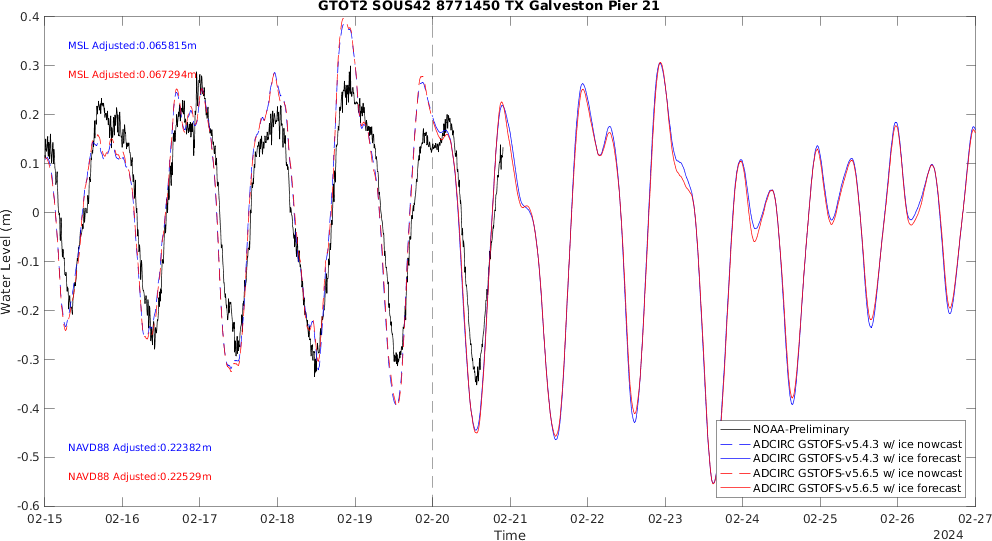 GTOT2 SOUS42 8771450 TX Galveston Pier 21
MSL Adjusted:0.065815m
MSL Adjusted:0.067294m
NAVD88 Adjusted:0.22382m
NAVD88 Adjusted:0.22529m
Water Level (m)
0.4
0.3
0.2
0.1
0
-0.1
-0.2
-0.3
-0.4
-0.5
-0.6
NOAA-Preliminary
ADCIRC GSTOFS-v5.4.3 w/ ice nowcast
ADCIRC GSTOFS-v5.4.3 w/ ice forecast
ADCIRC GSTOFS-v5.6.5 w/ ice nowcast
ADCIRC GSTOFS-v5.6.5 w/ ice forecast
02-15 02-16 02-17 02-18 02-19 02-20 02-21 02-22 02-23 02-24 02-25 02-26 02-27
Time
2024